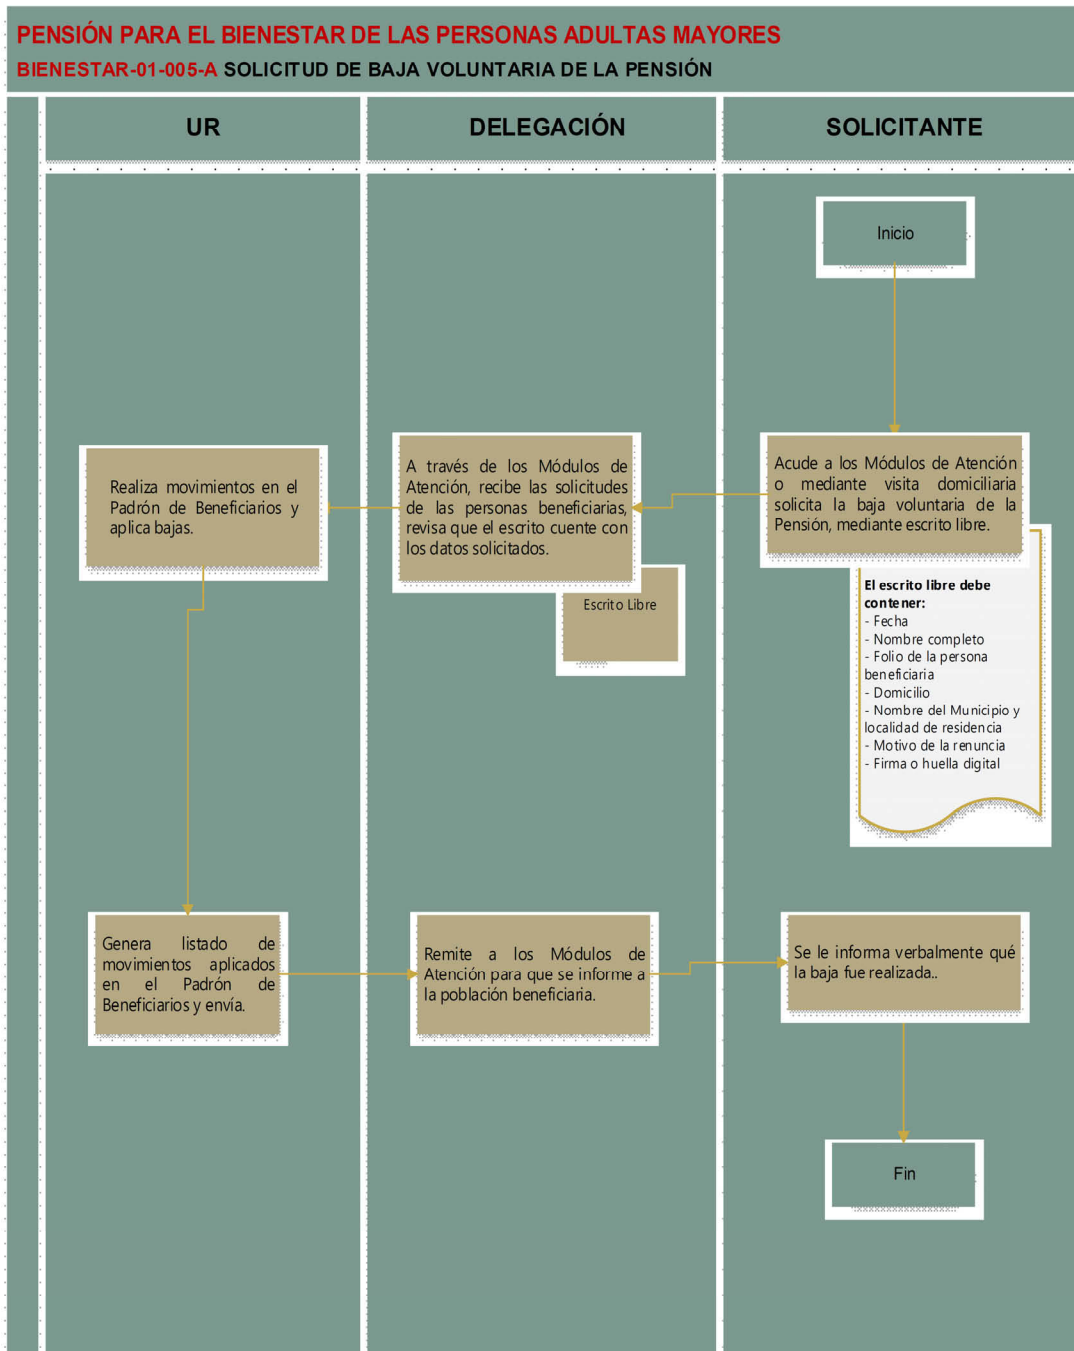 PENSIÓN PARA EL BIENESTAR DE LAS PERSONAS ADULTAS MAYORES
BIENESTAR-01-005-A SOLICITUD DE BAJA VOLUNTARIA DE LA PENSIÓN
UR
DELEGACIÓN
SOLICITANTE
Inicio
Acude a los Módulos de Atención
o mediante visita domiciliaria
solicita la baja voluntaria de la
Pensión, mediante escrito libre.
El escrito libre debe
contener:
- Fecha
- Nombre completo
- Folio de la persona
beneficiaria
- Domicilio
- Nombre del Municipio y
localidad de residencia
- Motivo de la renuncia
- Firma o huella digital
A través de los Módulos de
Atención, recibe las solicitudes
de las personas beneficiarias,
revisa que el escrito cuente con
los datos solicitados.
Escrito Libre
Realiza movimientos en el
Padrón de Beneficiarios y
aplica bajas.
Genera listado de
movimientos aplicados
en el Padrón de
Beneficiarios y envía.
Remite a los Módulos de
Atención para que se informe a
la población beneficiaria.
Se le informa verbalmente qué
la baja fue realizada..
Fin